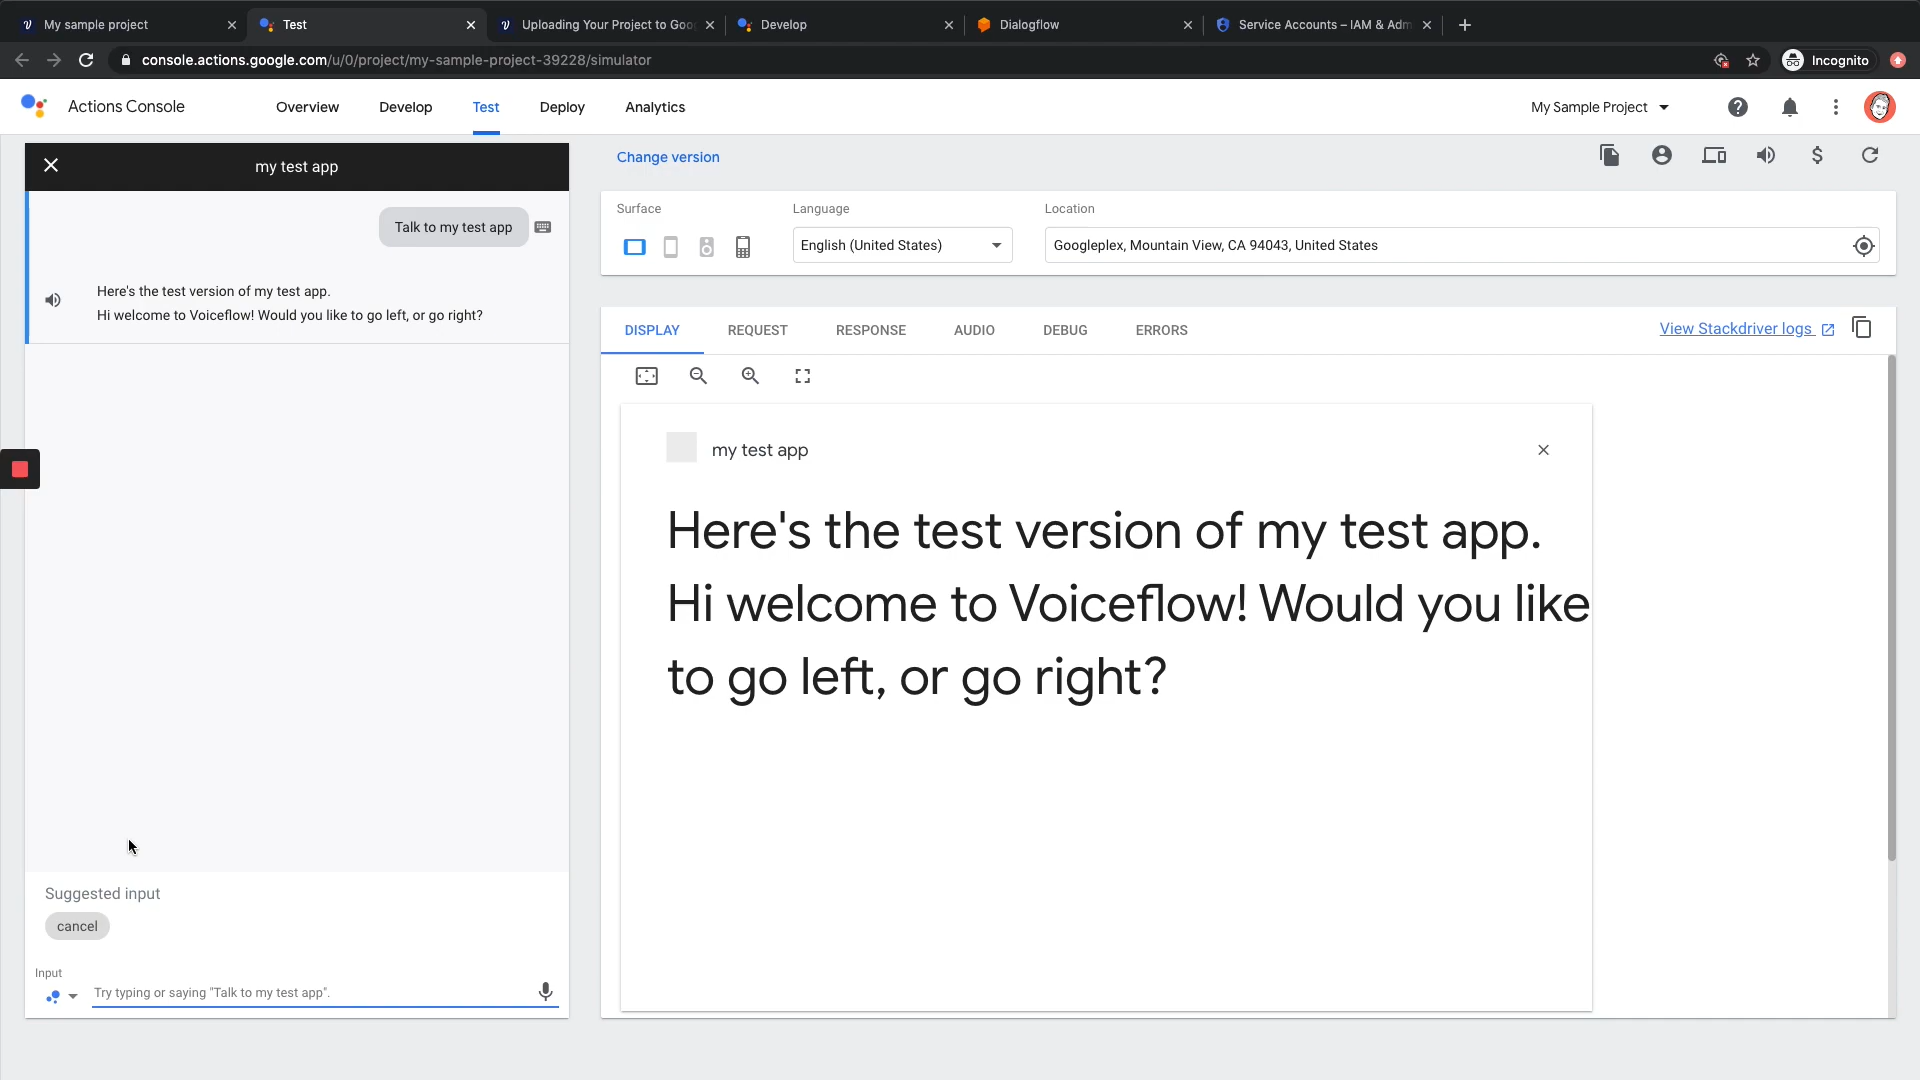 My sample project
Test
Uploading Your Project to Goo
Develop
Dialogflow
Service Accounts – IAM & Adm
console.actions.google.com/u/0/project/my-sample-project-39228/simulator
Incognito
Actions Console
Overview
Develop
Test
Deploy
Analytics
My Sample Project
my test app
Change version
Talk to my test app
Here's the test version of my test app.
Hi welcome to Voiceflow! Would you like to go left, or go right?
Surface
Language
Location
English (United States)
Googleplex, Mountain View, CA 94043, United States
DISPLAY
REQUEST
RESPONSE
AUDIO
DEBUG
ERRORS
View Stackdriver logs
my test app
Here's the test version of my test app.
Hi welcome to Voiceflow! Would you like
to go left, or go right?
Suggested input
cancel
Input
Try typing or saying "Talk to my test app".